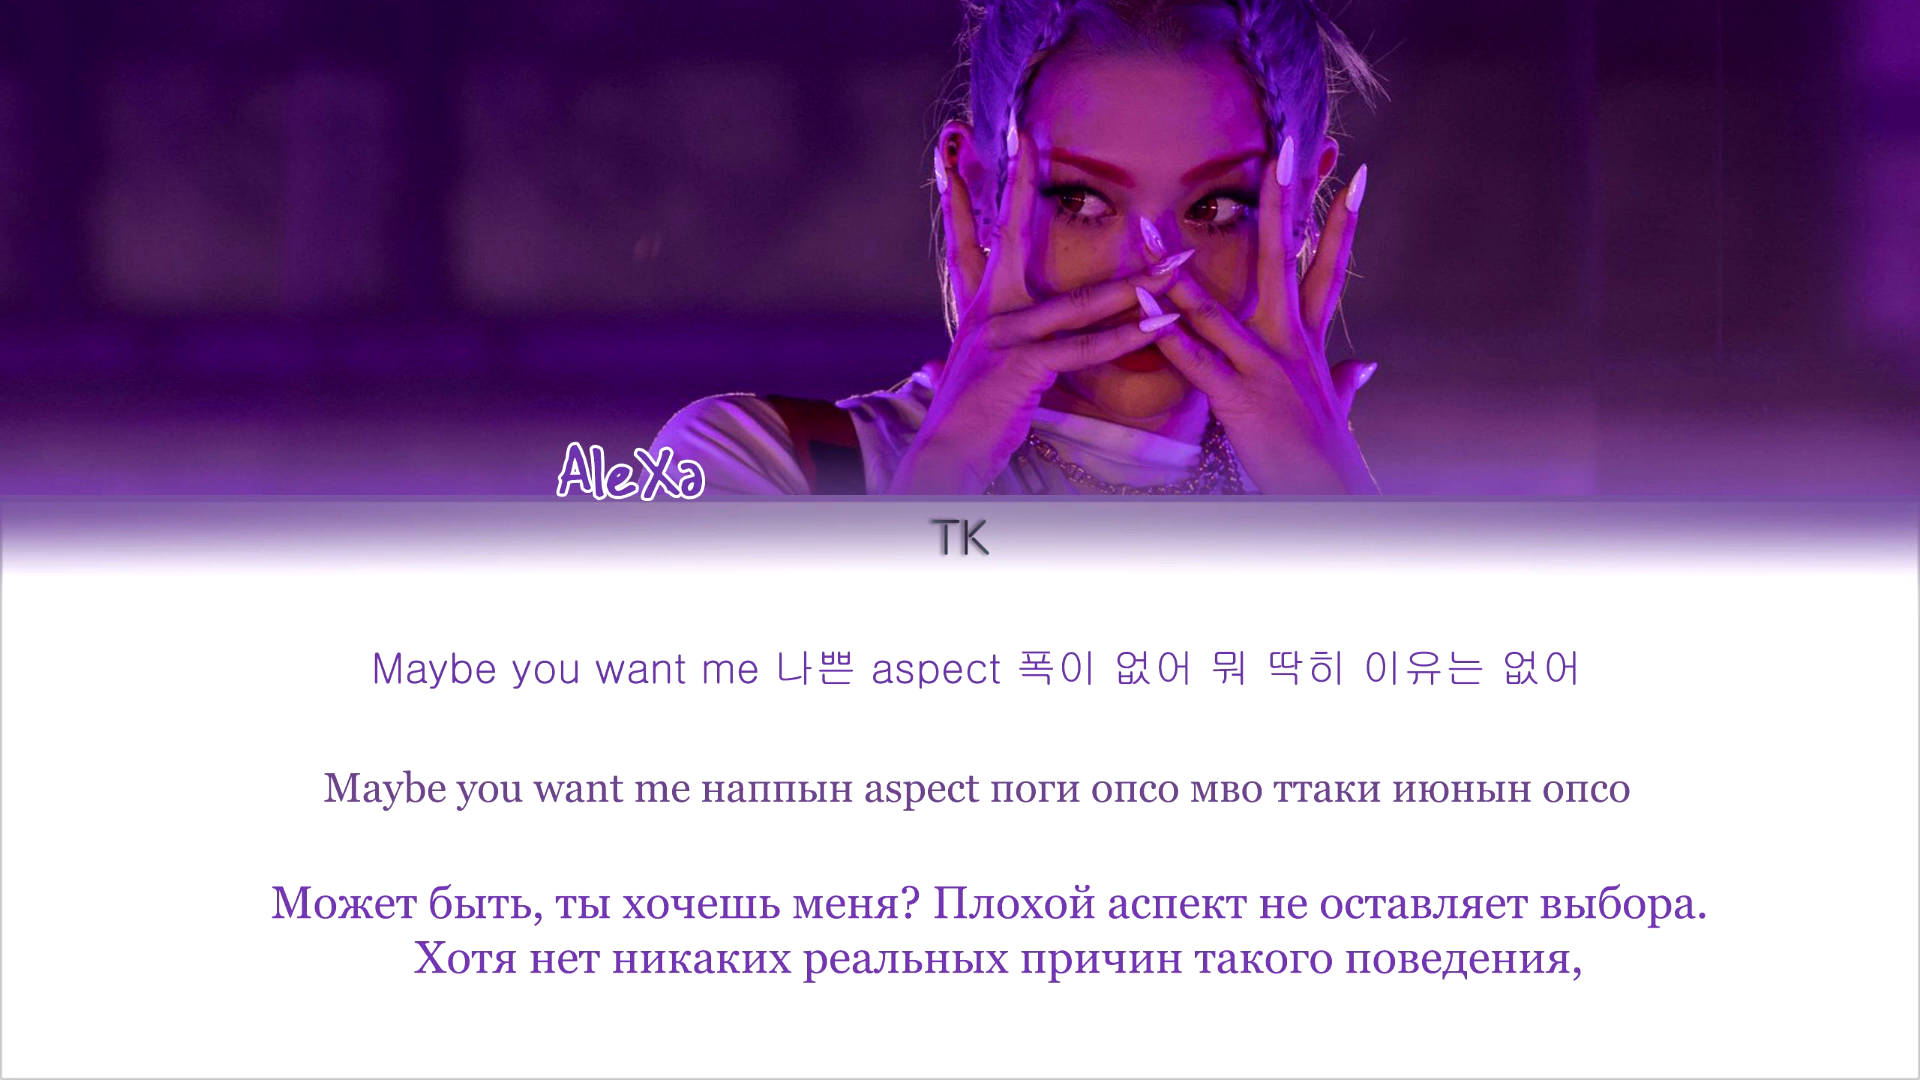 AleXa
TK
Maybe you want me 나쁜 aspect 폭이 없어 뭐 딱히 이유는 없어
Maybe you want me наппын aspect поги опсо мво ттаки июнын опсо
Может быть, ты хочешь меня? Плохой аспект не оставляет выбора.
Хотя нет никаких реальных причин такого поведения,